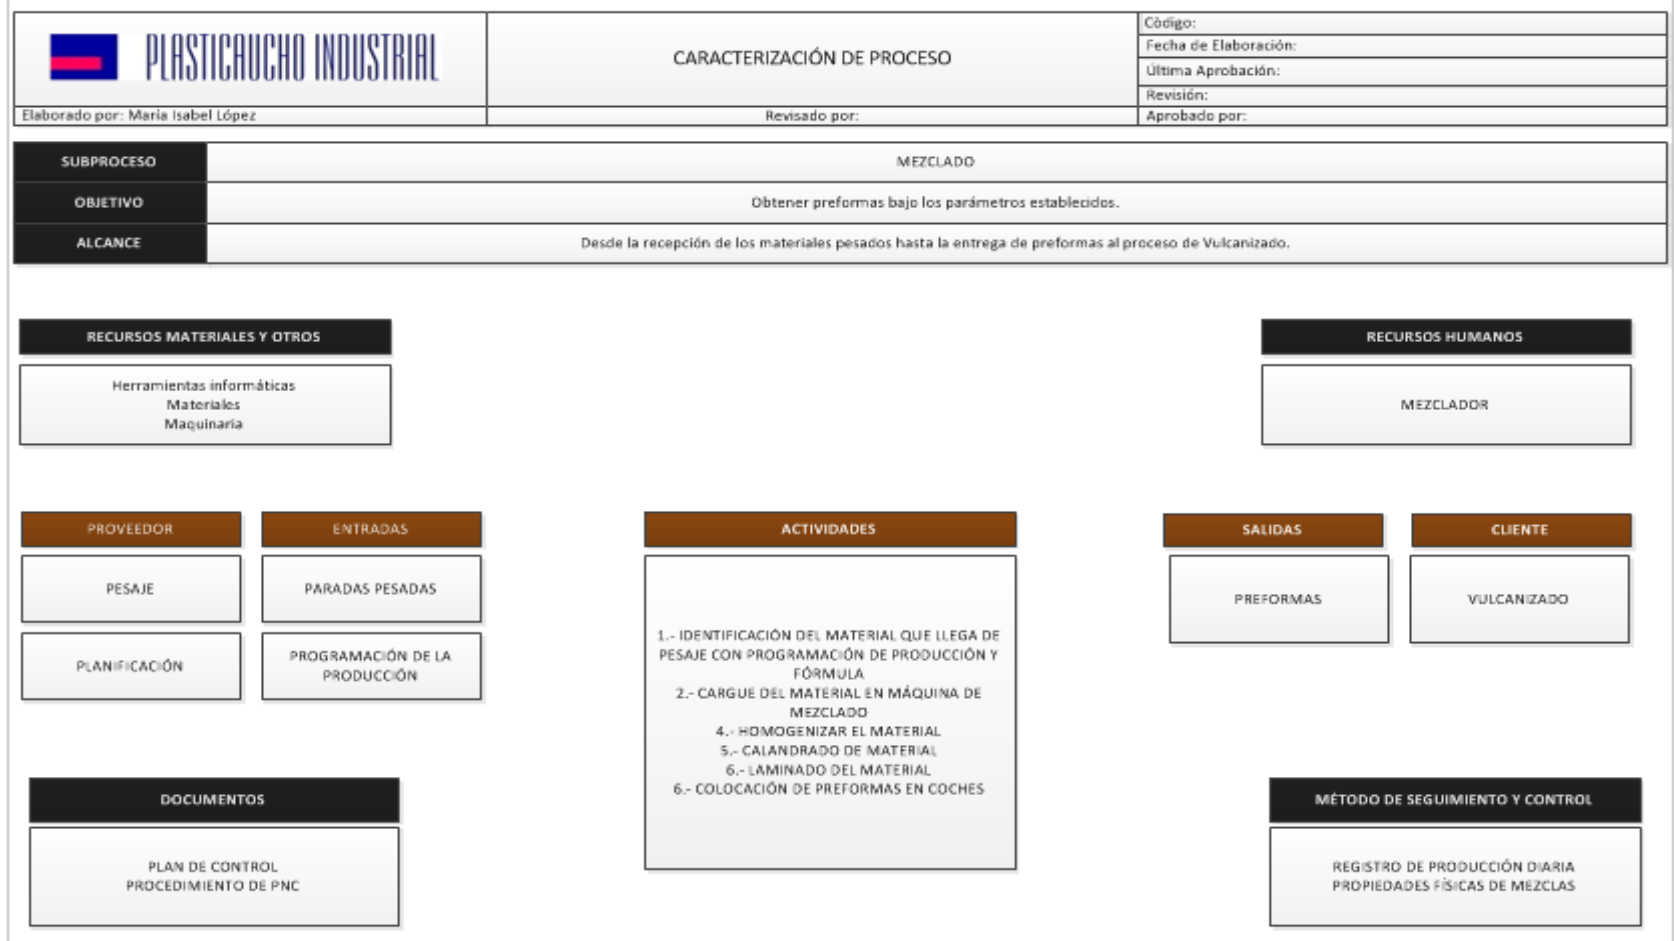 PLASTICAUCHO INDUSTRIAL
CARACTERIZACIÓN DE PROCESO
Còdigo:
Fecha de Elaboración:
Última Aprobación:
Revisión:
Elaborado por: María Isabel López
Revisado por:
Aprobado por:
SUBPROCESO
MEZCLADO
OBJETIVO
Obtener preformas bajo los parámetros establecidos.
ALCANCE
Desde la recepción de los materiales pesados hasta la entrega de preformas al proceso de Vulcanizado.
RECURSOS MATERIALES Y OTROS
Herramientas informáticas
Materiales
Maquinaria
RECURSOS HUMANOS
MEZCLADOR
PROVEEDOR
PESAJE
PLANIFICACIÓN
ENTRADAS
PARADAS PESADAS
PROGRAMACIÓN DE LA
PRODUCCIÓN
ACTIVIDADES
1.- IDENTIFICACIÓN DEL MATERIAL QUE LLEGA DE
PESAJE CON PROGRAMACIÓN DE PRODUCCIÓN Y
FÓRMULA
2.- CARGUE DEL MATERIAL EN MÁQUINA DE
MEZCLADO
4.- HOMOGENIZAR EL MATERIAL
5.- CALANDRADO DE MATERIAL
6.- LAMINADO DEL MATERIAL
6.- COLOCACIÓN DE PREFORMAS EN COCHES
SALIDAS
PREFORMAS
CLIENTE
VULCANIZADO
DOCUMENTOS
PLAN DE CONTROL
PROCEDIMIENTO DE PNC
MÉTODO DE SEGUIMIENTO Y CONTROL
REGISTRO DE PRODUCCIÓN DIARIA
PROPIEDADES FÍSICAS DE MEZCLAS